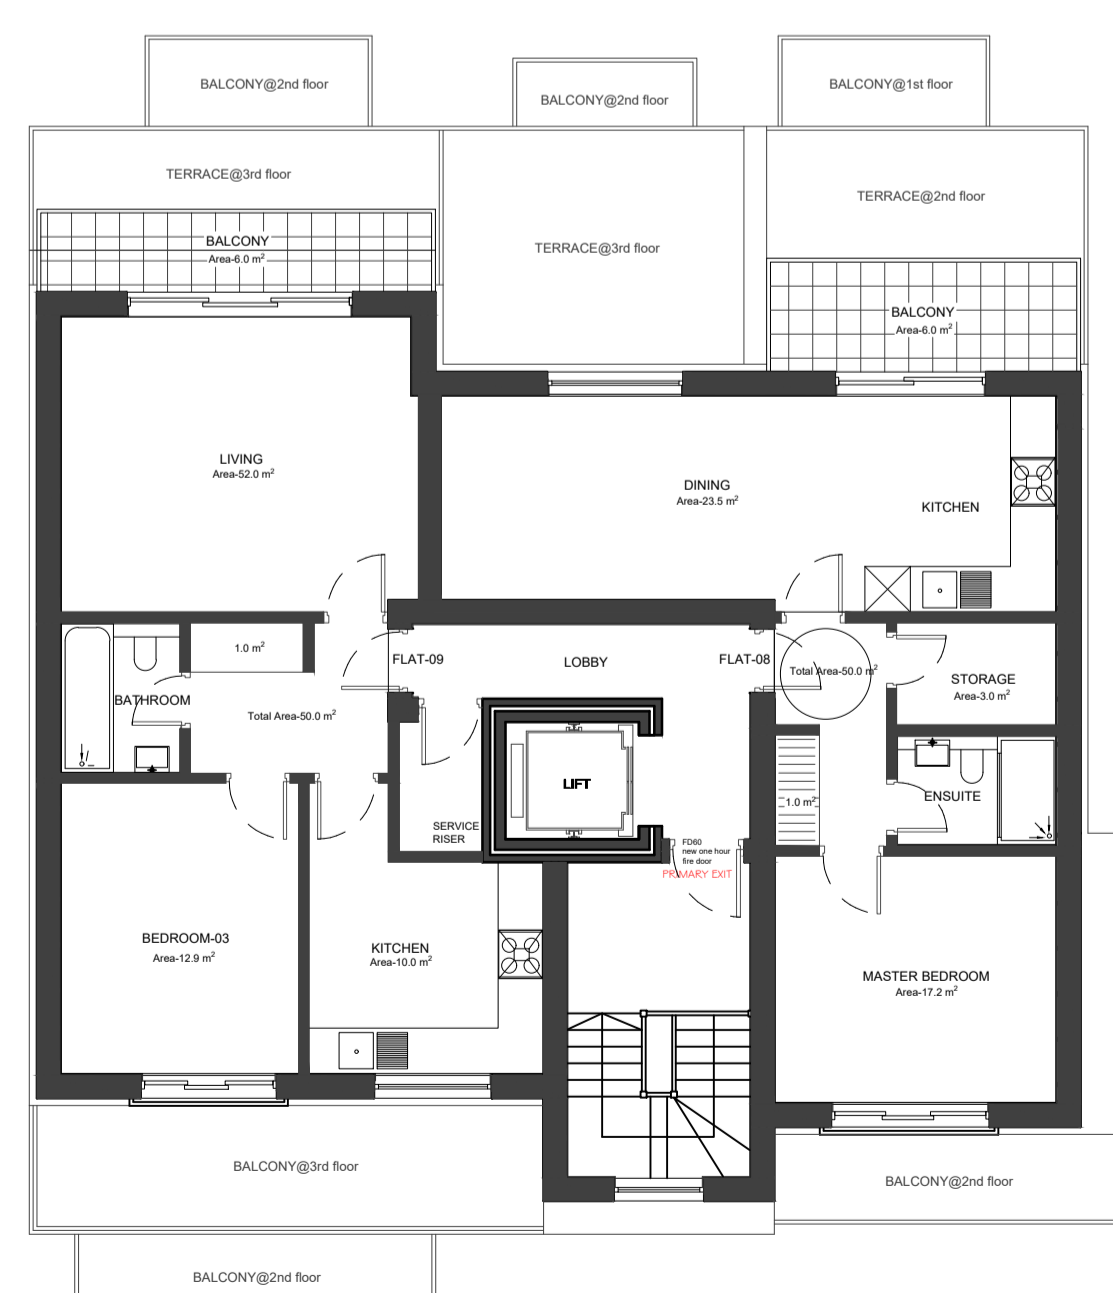 BALCONY@2nd floor
BALCONY@2nd floor
BALCONY@1st floor
TERRACE@3rd floor
TERRACE@2nd floor
TERRACE@3rd floor
BALCONY
Area-6.0 m²
BALCONY
Area-6.0 m²
LIVING
Area-52.0 m²
DINING
Area-23.5 m²
KITCHEN
1.0 m²
FLAT-09
LOBBY
FLAT-08
Total Area-50.0 m²
STORAGE
Area-3.0 m²
BATHROOM
Total Area-50.0 m²
LIFT
1.0 m²
ENSUITE
SERVICE
RISER
FD60
new one hour
fire door
PRIMARY EXIT
BEDROOM-03
Area-12.9 m²
KITCHEN
Area-10.0 m²
MASTER BEDROOM
Area-17.2 m²
BALCONY@3rd floor
BALCONY@2nd floor
BALCONY@2nd floor